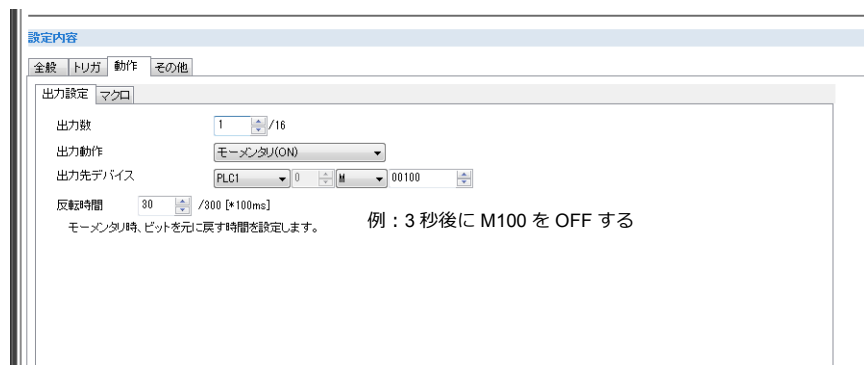 設定内容
全般 トリガ 動作 その他
出力設定 マクロ
出力数 1 /16
出力動作 モーメンタリ(ON)
出力先デバイス PLC1 0 M 00100
反転時間 30 /300 [*100ms]
モーメンタリ時、ビットを元に戻す時間を設定します。
例：3 秒後に M100 を OFF する